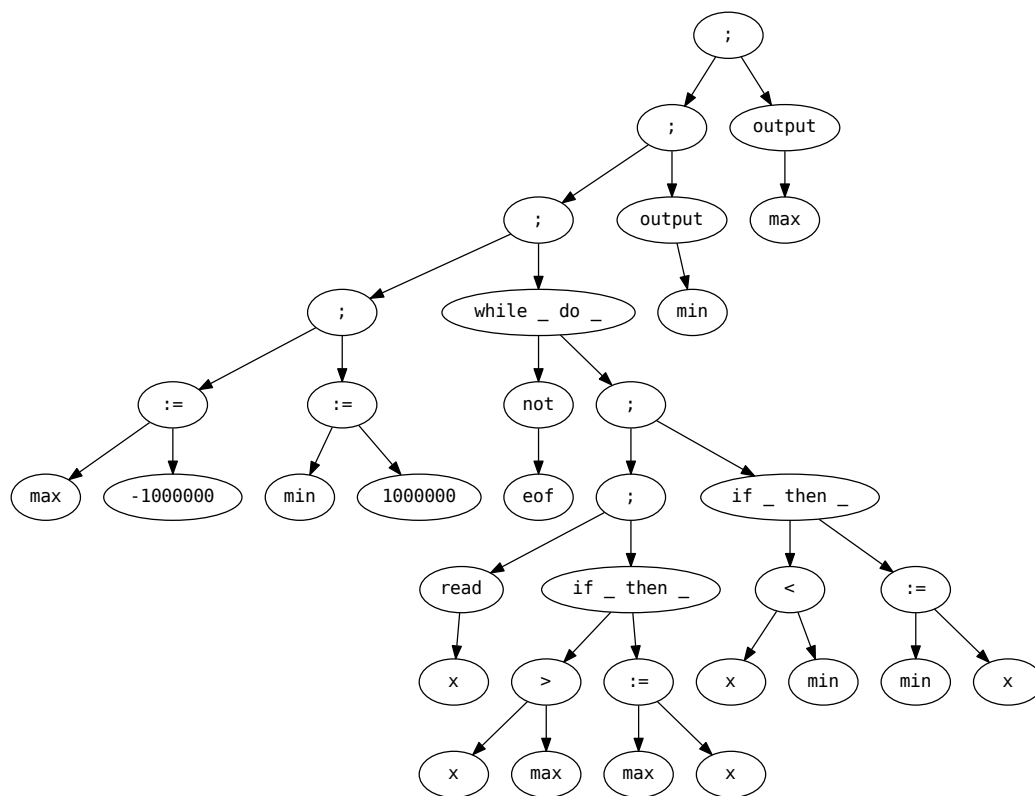 ;
; output
; output max
; while _ do _ min
:= := not ;
max -1000000 min 1000000 eof ; if _ then _
read if _ then _ < :=
x > := x min min x
x max max x